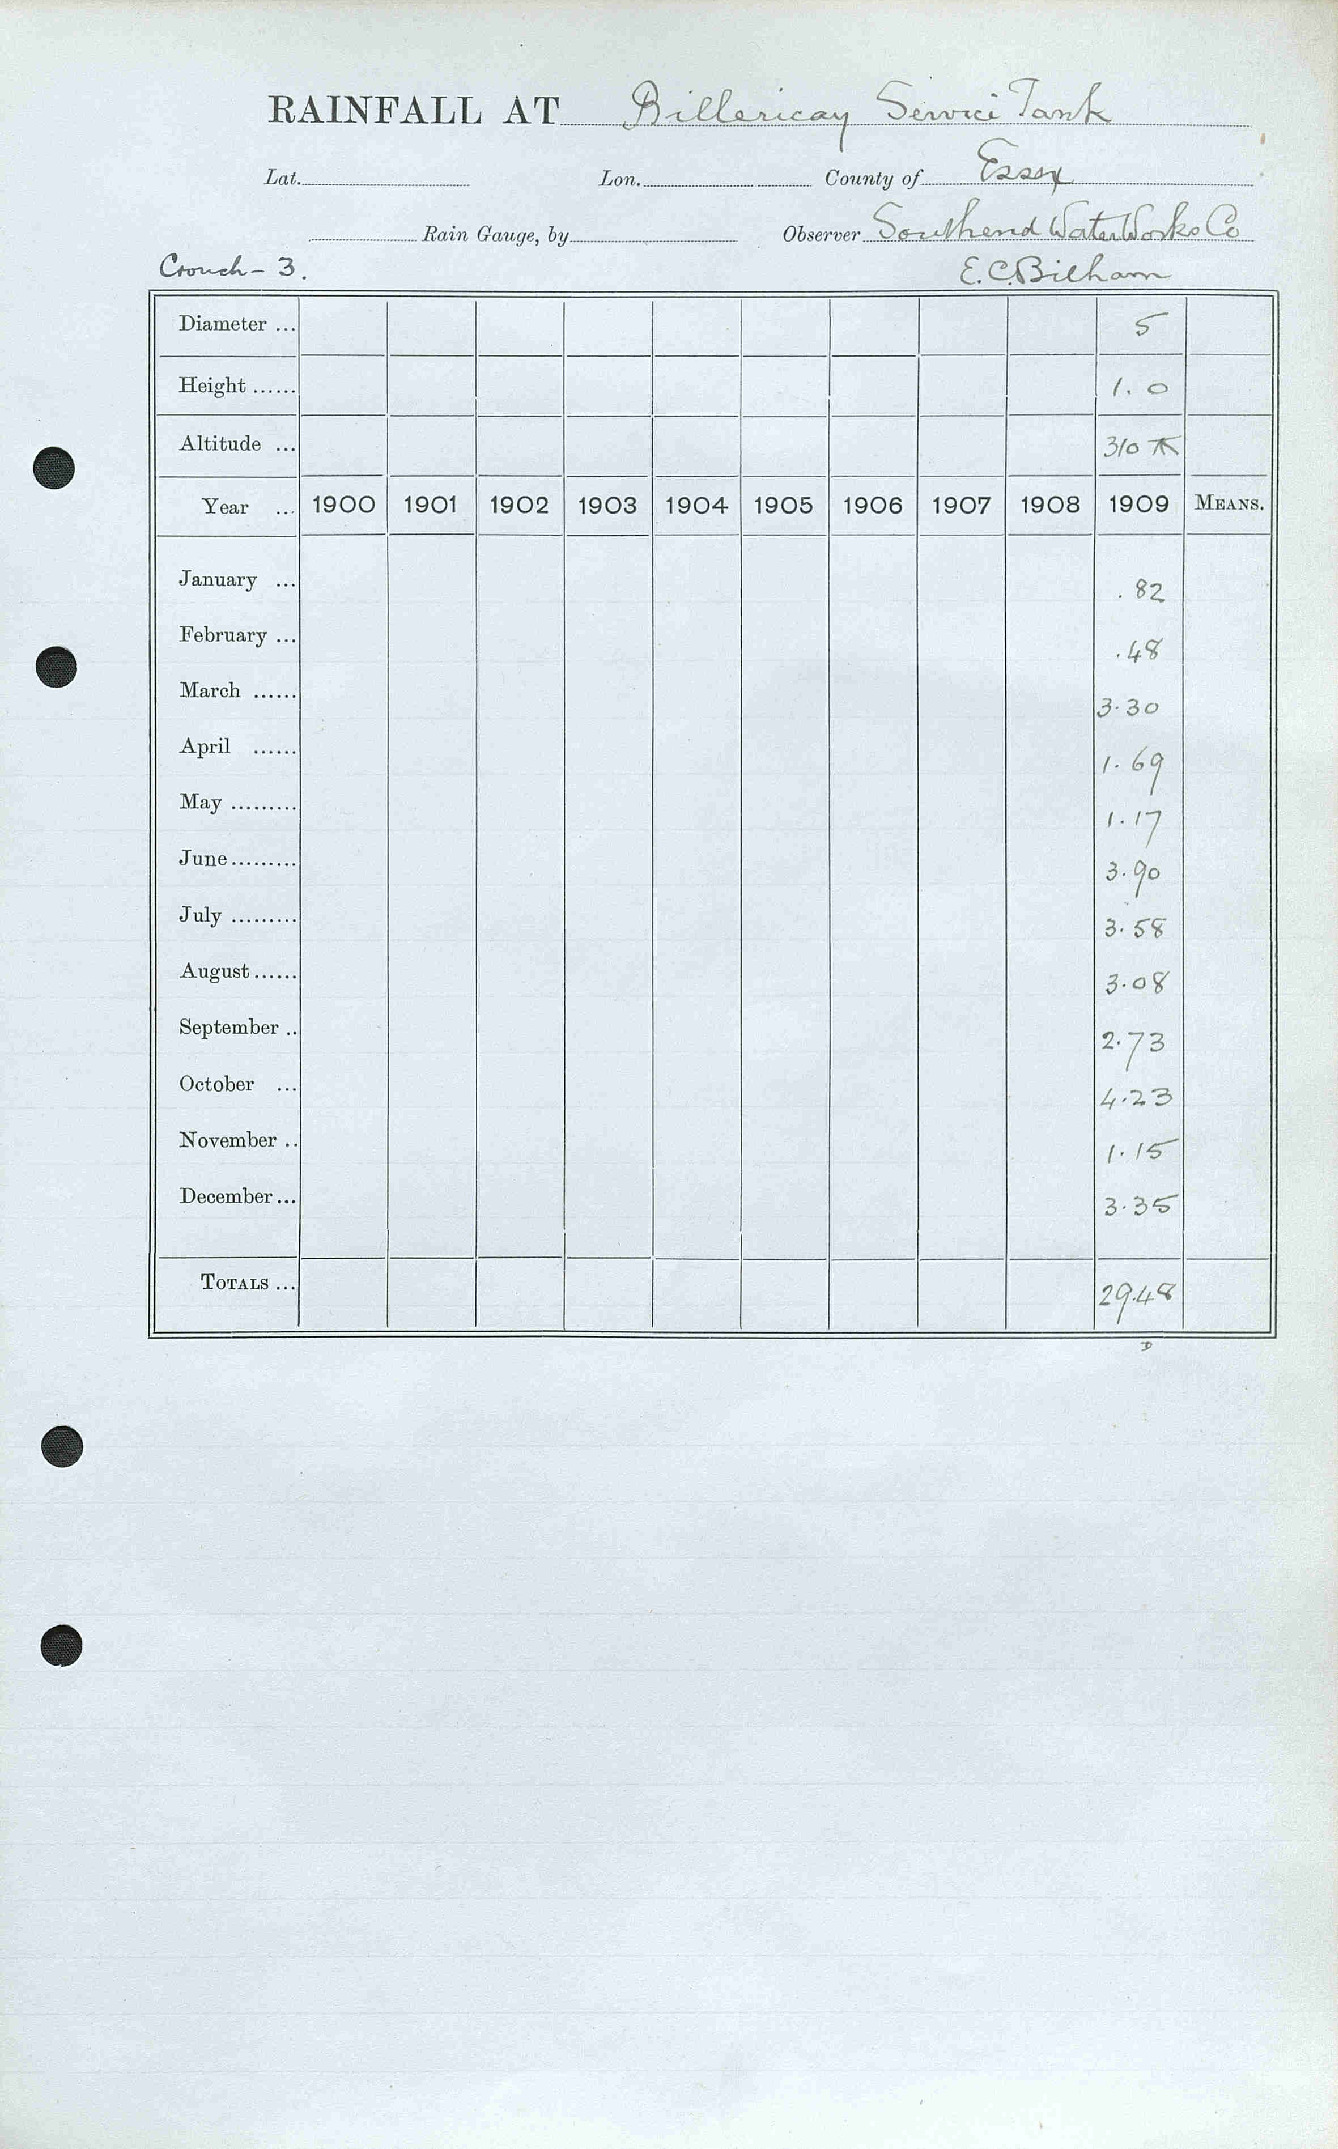 RAINFALL AT Billericay Service Tank
Lat. Lon. County of Essex
Rain Gauge, by Observer Southend WaterWorks Co
Crouch - 3. E. C. Bilham
Diameter ... 5
Height ...... 1.0
Altitude ... 310
Year ... 1900 1901 1902 1903 1904 1905 1906 1907 1908 1909 MEANS.
January ... .82
February ... .48
March ...... 3.30
April ...... 1.69
May ......... 1.17
June......... 3.90
July ......... 3.58
August...... 3.08
September .. 2.73
October ... 4.23
November .. 1.15
December... 3.35
TOTALS ... 29.48